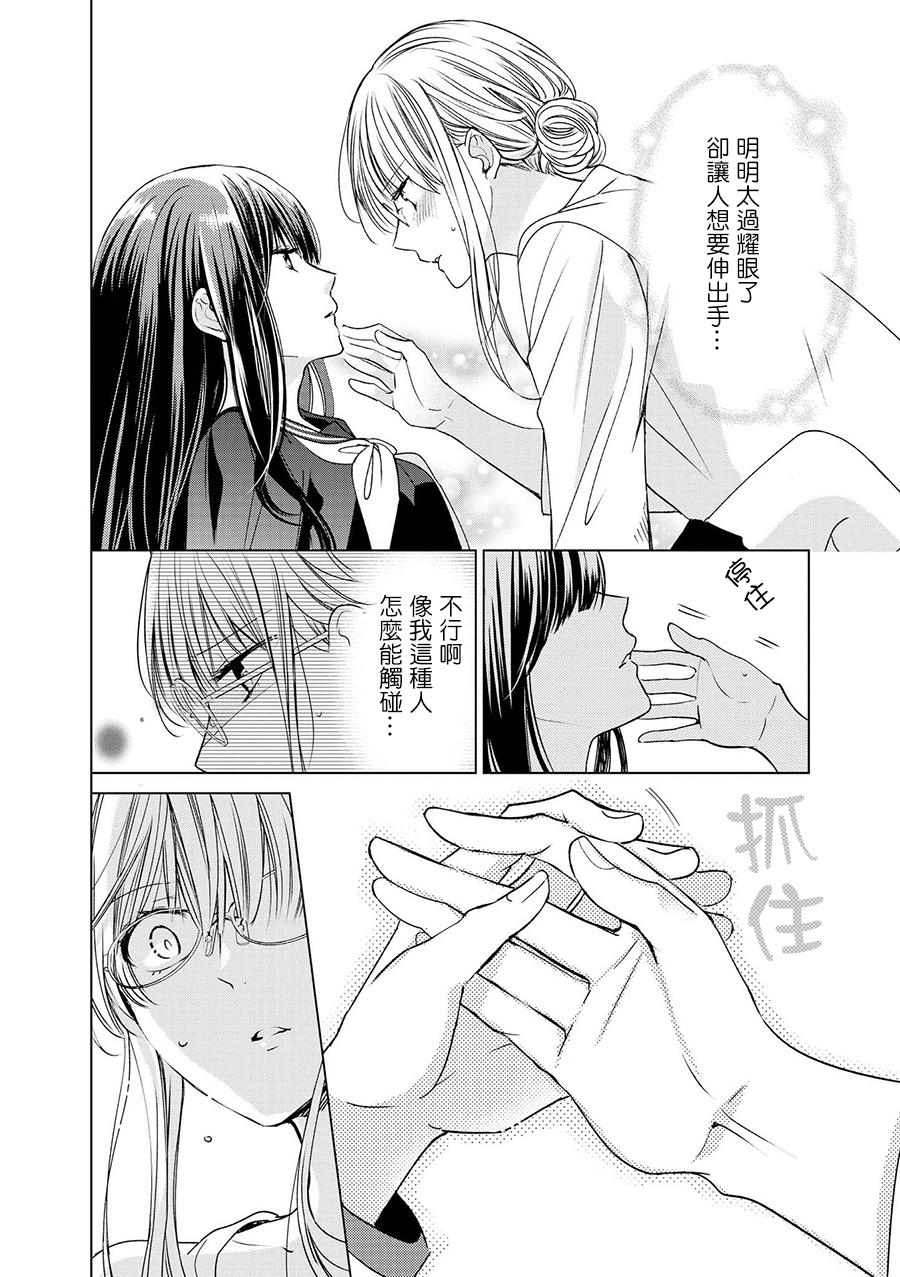 明明太過耀眼了
卻讓人想要伸出手…
停住
不行啊
像我這種人
怎麼能觸碰…
抓住